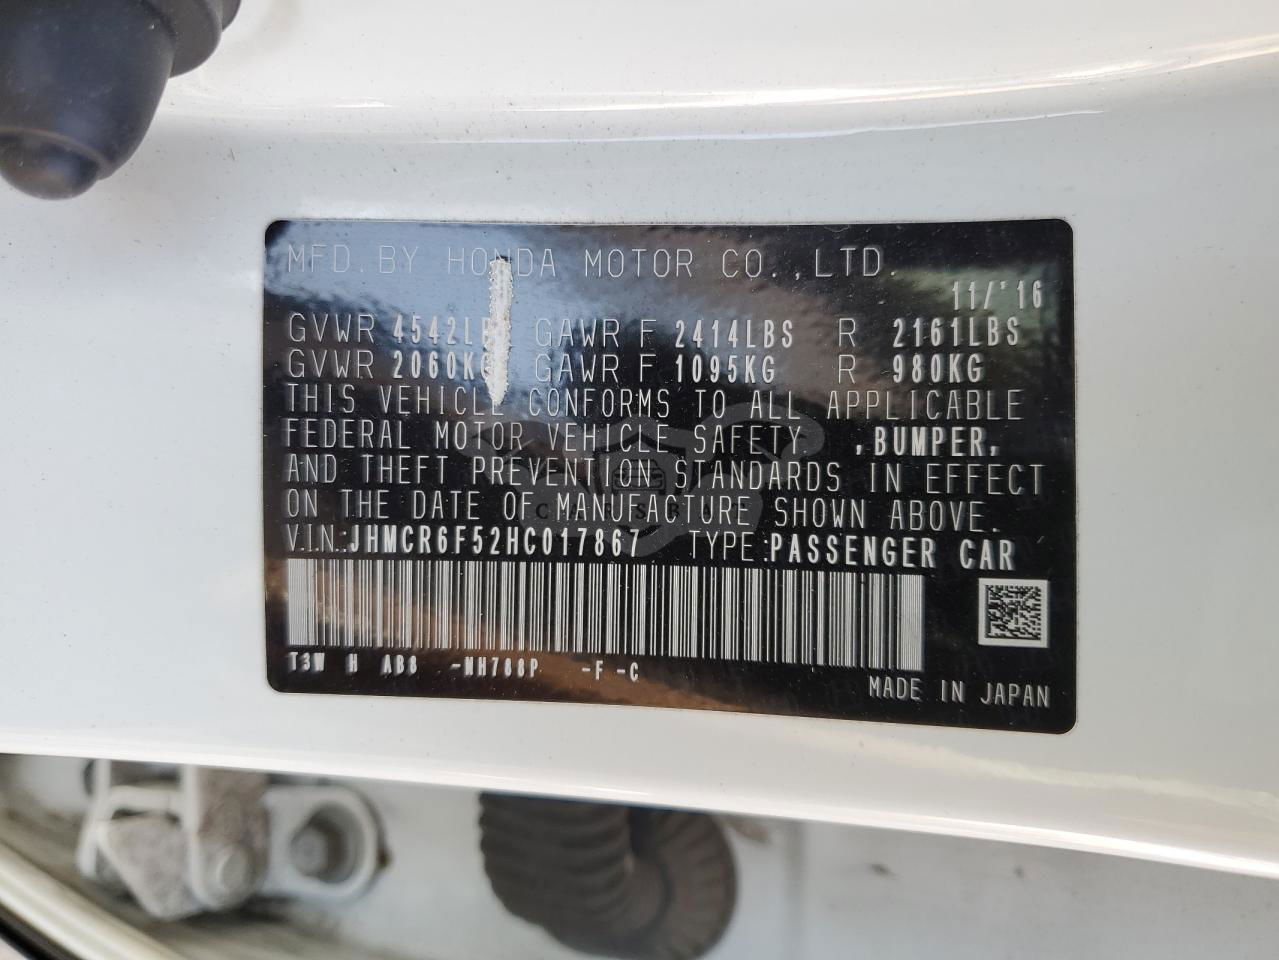 MFD. BY HONDA MOTOR CO., LTD.
11/'16
GVWR 4542LBS GAWR F 2414LBS R 2161LBS
GVWR 2060KG GAWR F 1095KG R 980KG
THIS VEHICLE CONFORMS TO ALL APPLICABLE
FEDERAL MOTOR VEHICLE SAFETY ,BUMPER,
AND THEFT PREVENTION STANDARDS IN EFFECT
ON THE DATE OF MANUFACTURE SHOWN ABOVE.
V.I.N.:JHMCR6F52HC017867 TYPE:PASSENGER CAR
T3W H AB8 -NH788P -F -C
MADE IN JAPAN